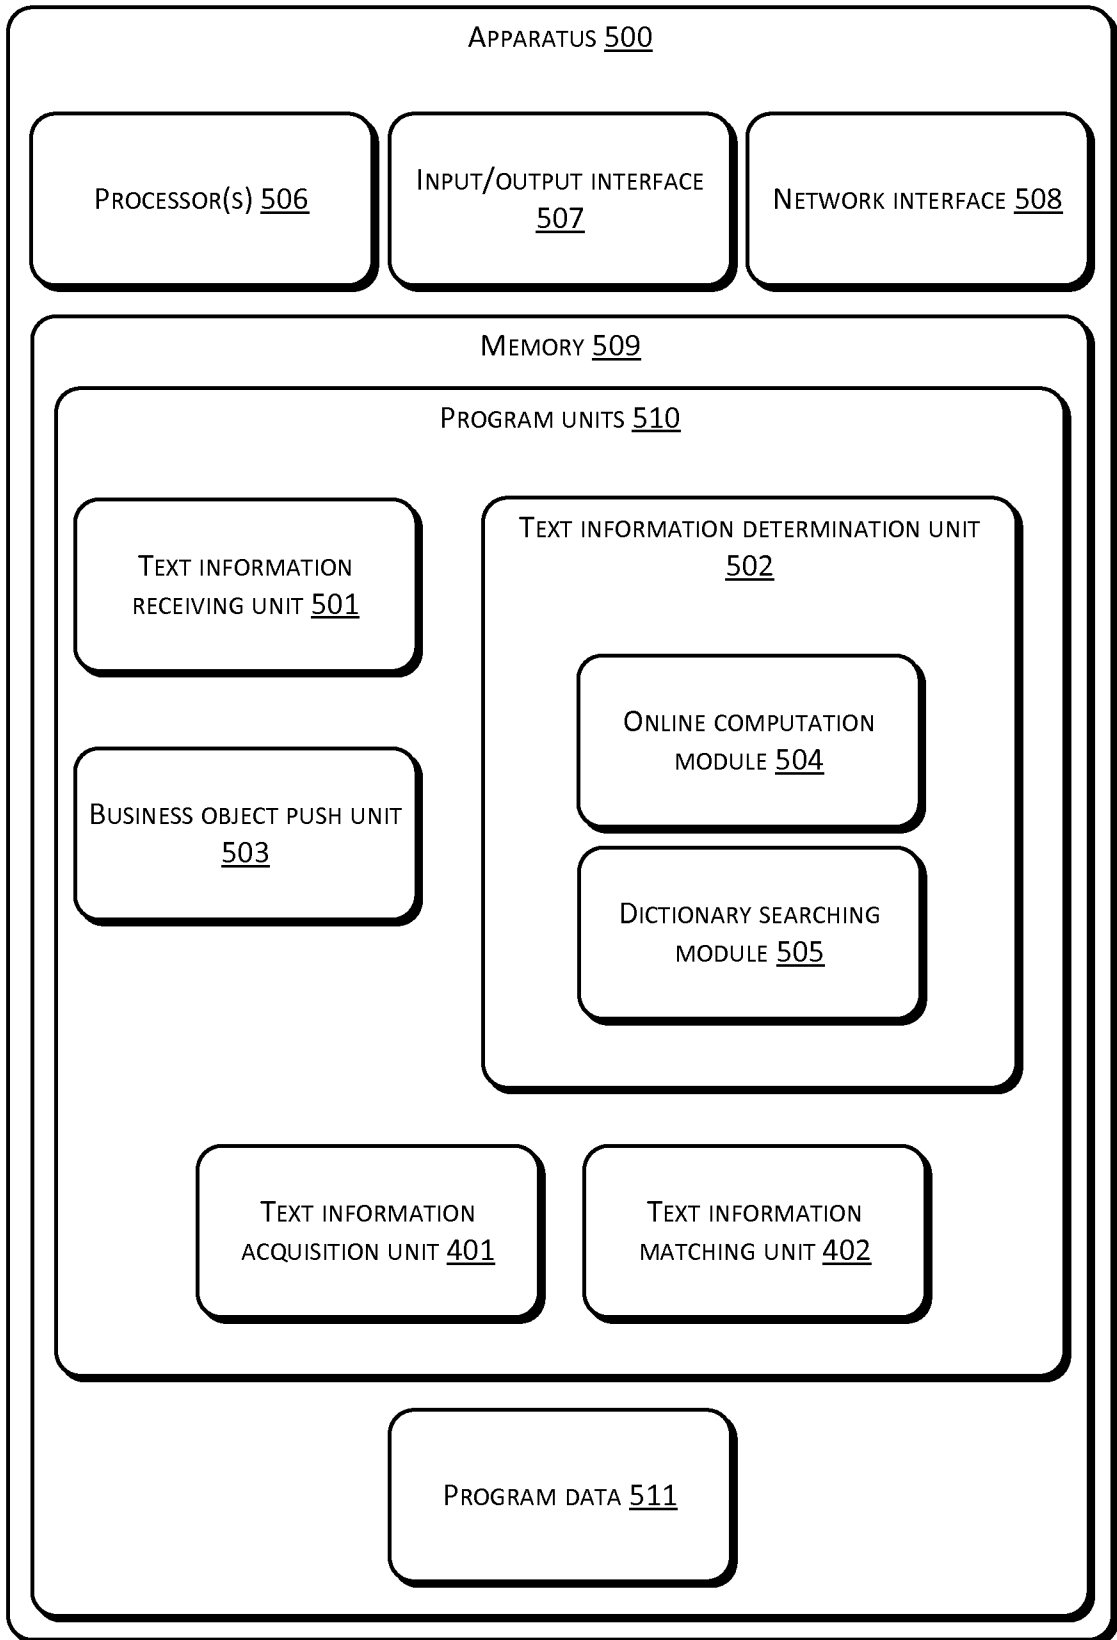 APPARATUS 500
PROCESSOR(S) 506
INPUT/OUTPUT INTERFACE
507
NETWORK INTERFACE 508
MEMORY 509
PROGRAM UNITS 510
TEXT INFORMATION
RECEIVING UNIT 501
TEXT INFORMATION DETERMINATION UNIT
502
ONLINE COMPUTATION
MODULE 504
BUSINESS OBJECT PUSH UNIT
503
DICTIONARY SEARCHING
MODULE 505
TEXT INFORMATION
ACQUISITION UNIT 401
TEXT INFORMATION
MATCHING UNIT 402
PROGRAM DATA 511